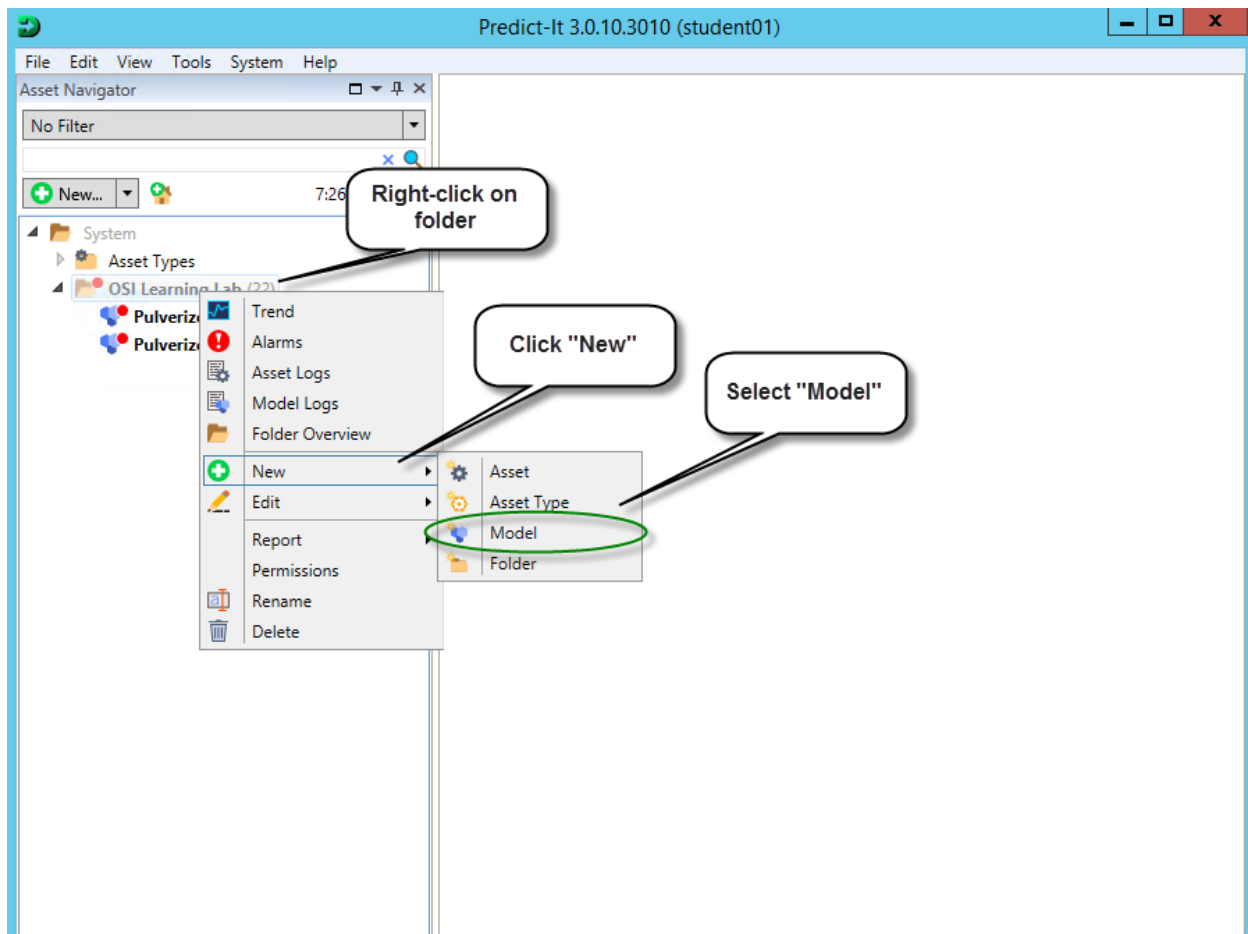 Predict-It 3.0.10.3010 (student01)
File Edit View Tools System Help
Asset Navigator
No Filter
New...
7:26
Right-click on
folder
System
Asset Types
OSI Learning Lab (22)
Pulveriz
Pulveriz
Trend
Alarms
Asset Logs
Model Logs
Folder Overview
New
Edit
Report
Permissions
Rename
Delete
Click "New"
Select "Model"
Asset
Asset Type
Model
Folder